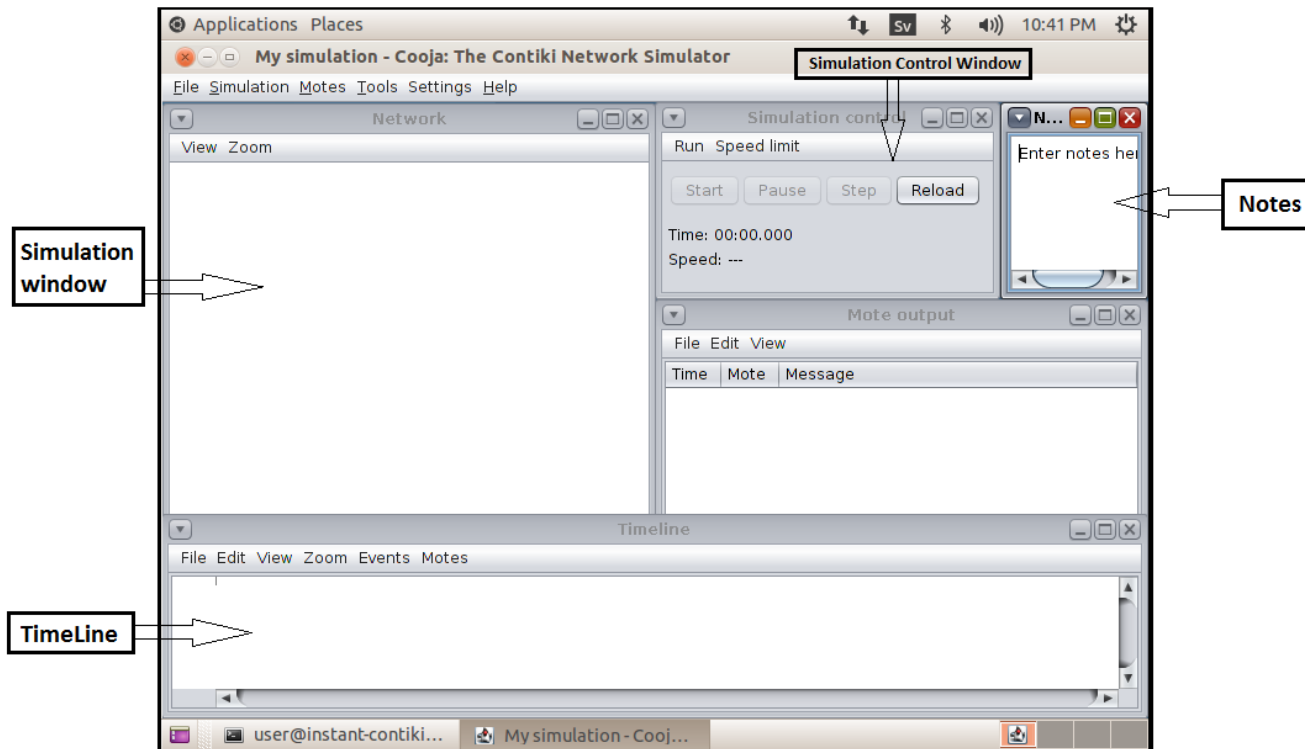 Applications Places
Sv
10:41 PM
My simulation - Cooja: The Contiki Network Simulator
Simulation Control Window
File Simulation Motes Tools Settings Help
Network
View Zoom
Simulation control
Run Speed limit
Start Pause Step Reload
Time: 00:00.000
Speed: ---
N...
Enter notes her
Notes
Simulation
window
Mote output
File Edit View
Time Mote Message
Timeline
File Edit View Zoom Events Motes
TimeLine
user@instant-contiki...
My simulation - Cooj...